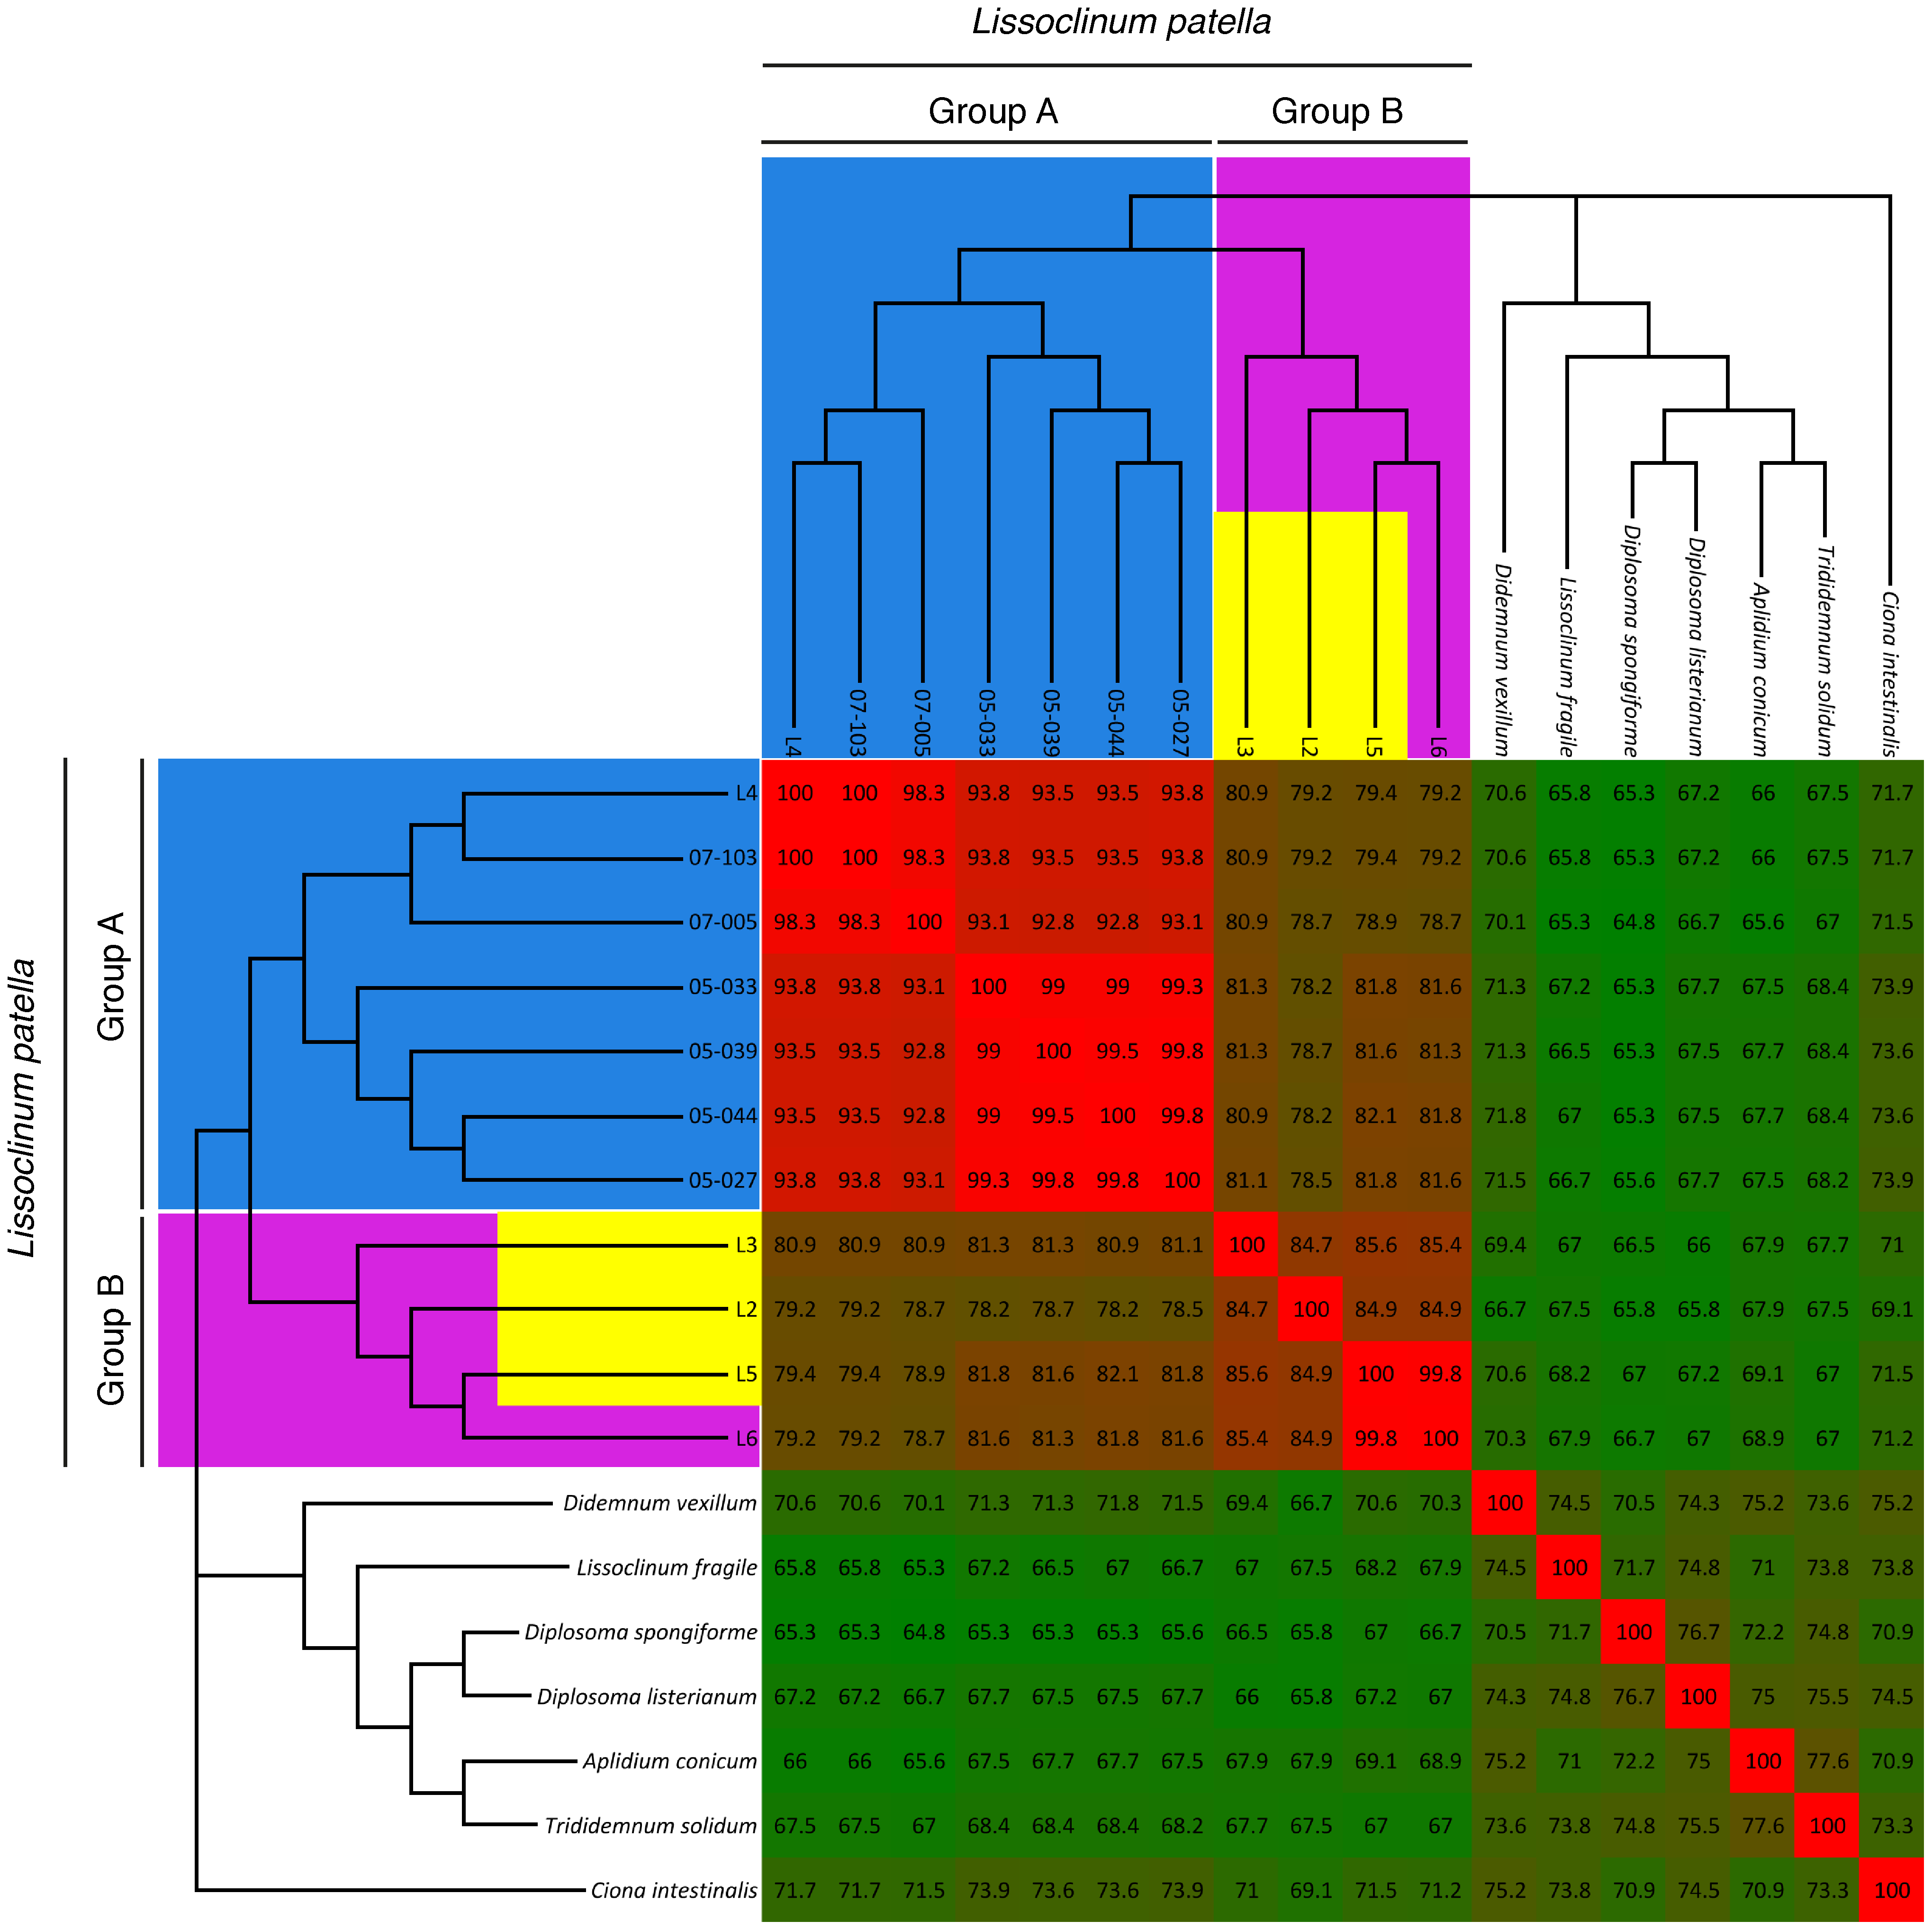 Lissoclinum patella
Group A Group B
L4 07-103 07-005 05-033 05-039 05-044 05-027 L3 L2 L5 L6 Didemnum vexillum Lissoclinum fragile Diplosoma spongiforme Diplosoma listerianum Aplidium conicum Trididemnum solidum Ciona intestinalis
Lissoclinum patella
Group A
Group B
L4 100 100 98.3 93.8 93.5 93.5 93.8 80.9 79.2 79.4 79.2 70.6 65.8 65.3 67.2 66 67.5 71.7
07-103 100 100 98.3 93.8 93.5 93.5 93.8 80.9 79.2 79.4 79.2 70.6 65.8 65.3 67.2 66 67.5 71.7
07-005 98.3 98.3 100 93.1 92.8 92.8 93.1 80.9 78.7 78.9 78.7 70.1 65.3 64.8 66.7 65.6 67 71.5
05-033 93.8 93.8 93.1 100 99 99 99.3 81.3 78.2 81.8 81.6 71.3 67.2 65.3 67.7 67.5 68.4 73.9
05-039 93.5 93.5 92.8 99 100 99.5 99.8 81.3 78.7 81.6 81.3 71.3 66.5 65.3 67.5 67.7 68.4 73.6
05-044 93.5 93.5 92.8 99 99.5 100 99.8 80.9 78.2 82.1 81.8 71.8 67 65.3 67.5 67.7 68.4 73.6
05-027 93.8 93.8 93.1 99.3 99.8 99.8 100 81.1 78.5 81.8 81.6 71.5 66.7 65.6 67.7 67.5 68.2 73.9
L3 80.9 80.9 80.9 81.3 81.3 80.9 81.1 100 84.7 85.6 85.4 69.4 67 66.5 66 67.9 67.7 71
L2 79.2 79.2 78.7 78.2 78.7 78.2 78.5 84.7 100 84.9 84.9 66.7 67.5 65.8 65.8 67.9 67.5 69.1
L5 79.4 79.4 78.9 81.8 81.6 82.1 81.8 85.6 84.9 100 99.8 70.6 68.2 67 67.2 69.1 67 71.5
L6 79.2 79.2 78.7 81.6 81.3 81.8 81.6 85.4 84.9 99.8 100 70.3 67.9 66.7 67 68.9 67 71.2
Didemnum vexillum 70.6 70.6 70.1 71.3 71.3 71.8 71.5 69.4 66.7 70.6 70.3 100 74.5 70.5 74.3 75.2 73.6 75.2
Lissoclinum fragile 65.8 65.8 65.3 67.2 66.5 67 66.7 67 67.5 68.2 67.9 74.5 100 71.7 74.8 71 73.8 73.8
Diplosoma spongiforme 65.3 65.3 64.8 65.3 65.3 65.3 65.6 66.5 65.8 67 66.7 70.5 71.7 100 76.7 72.2 74.8 70.9
Diplosoma listerianum 67.2 67.2 66.7 67.7 67.5 67.5 67.7 66 65.8 67.2 67 74.3 74.8 76.7 100 75 75.5 74.5
Aplidium conicum 66 66 65.6 67.5 67.7 67.7 67.5 67.9 67.9 69.1 68.9 75.2 71 72.2 75 100 77.6 70.9
Trididemnum solidum 67.5 67.5 67 68.4 68.4 68.4 68.2 67.7 67.5 67 67 73.6 73.8 74.8 75.5 77.6 100 73.3
Ciona intestinalis 71.7 71.7 71.5 73.9 73.6 73.6 73.9 71 69.1 71.5 71.2 75.2 73.8 70.9 74.5 70.9 73.3 100